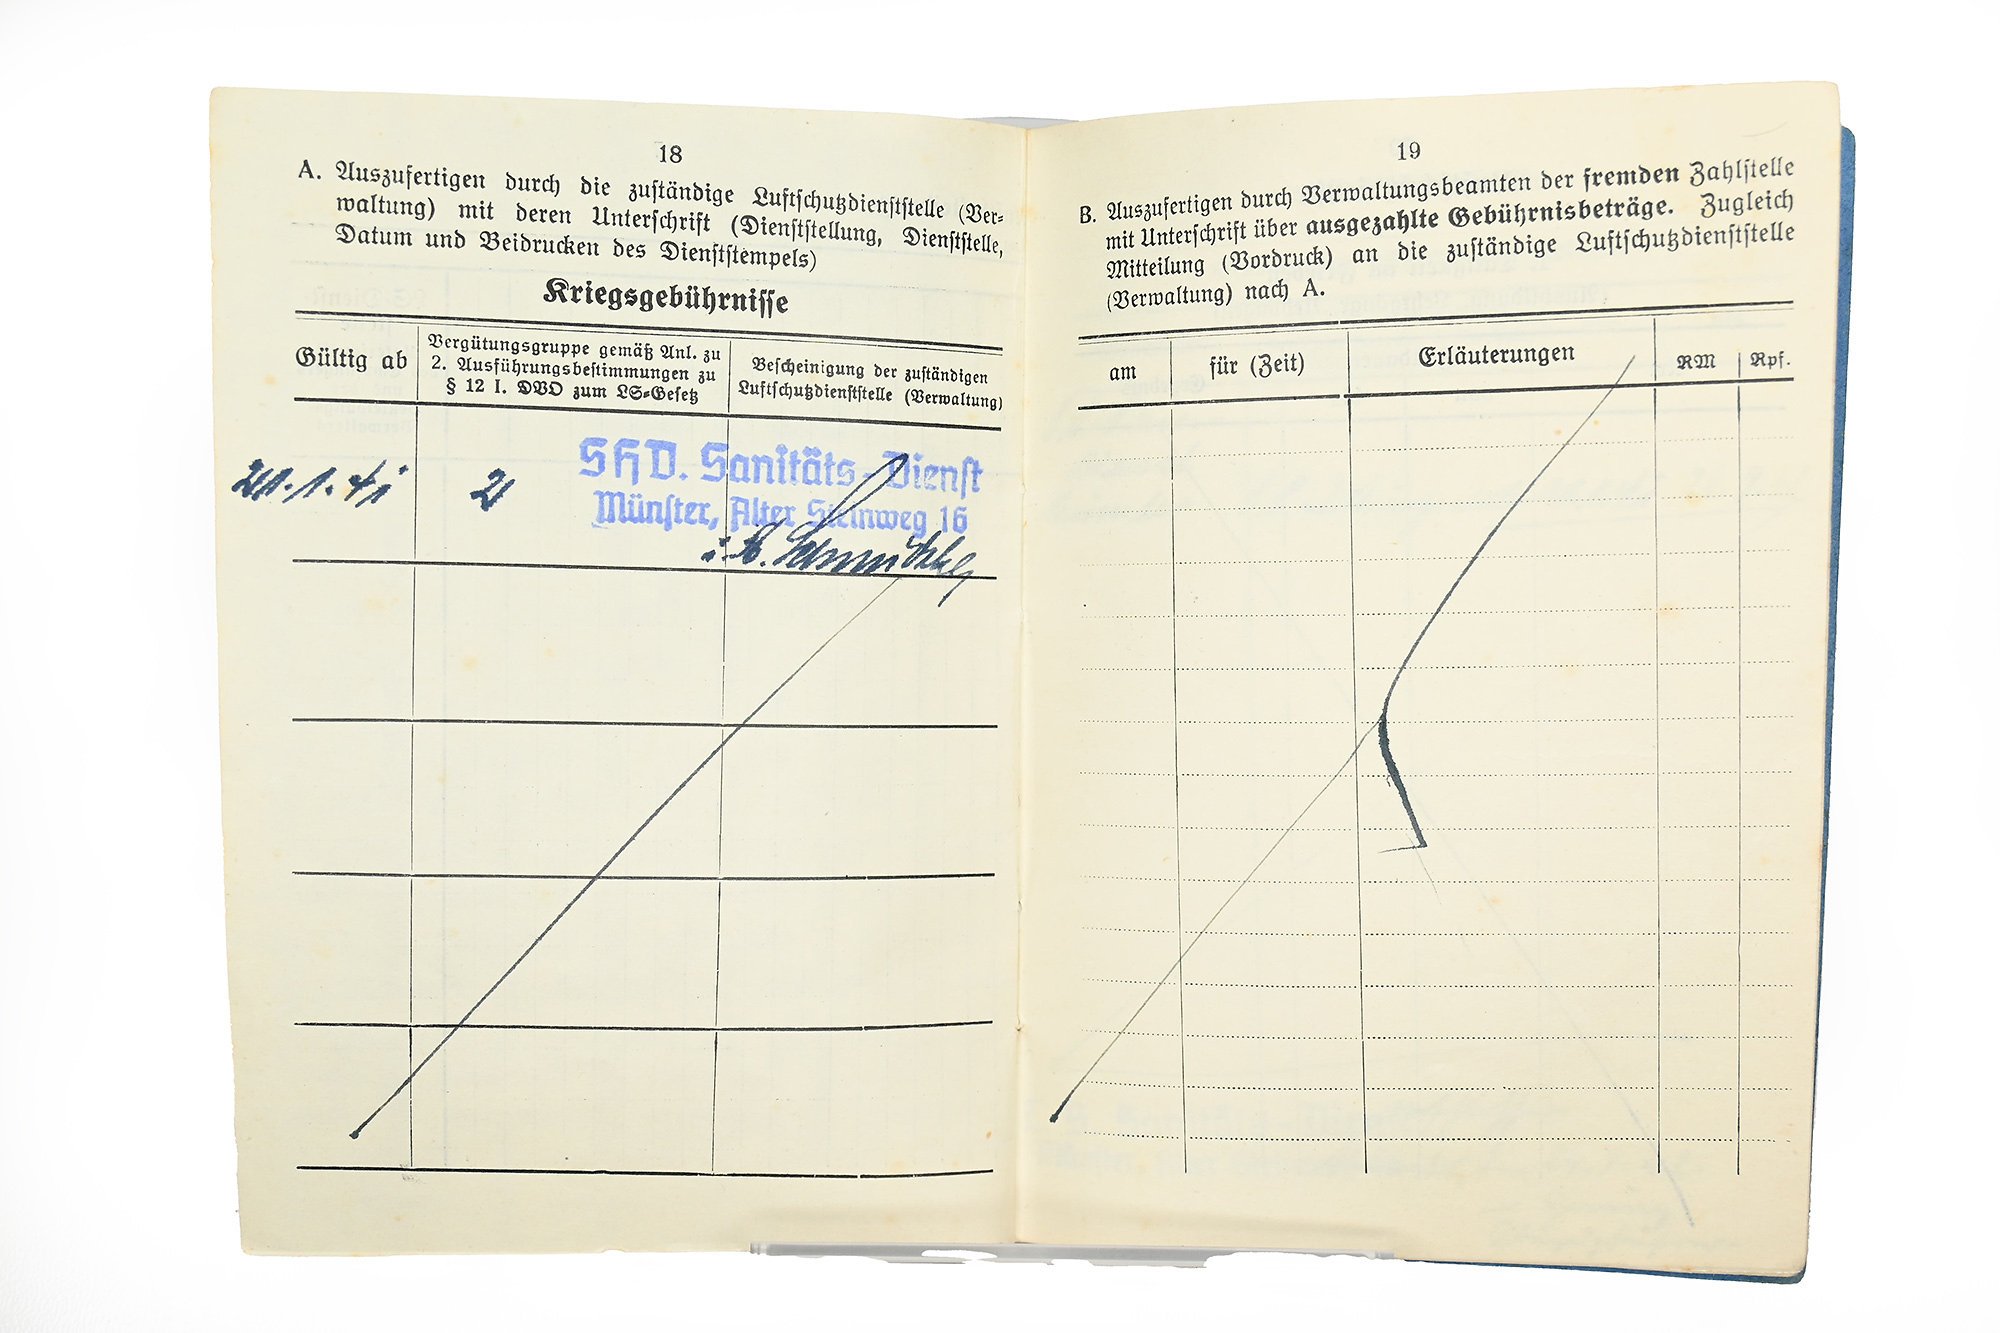 18
A. Auszufertigen durch die zuständige Luftschutzdienststelle (Ver=
waltung) mit deren Unterschrift (Dienststellung, Dienststelle,
Datum und Beidrucken des Dienststempels)
Kriegsgebührnisse
Gültig ab
Vergütungsgruppe gemäß Anl. zu
2. Ausführungsbestimmungen zu
§ 12 I. DVO zum LS=Gesetz
Bescheinigung der zuständigen
Luftschutzdienststelle (Verwaltung)
2
SHD. Sanitäts-Dienst
Münster, Alter Steinweg 16
19
B. Auszufertigen durch Verwaltungsbeamten der fremden Zahlstelle
mit Unterschrift über ausgezahlte Gebührnisbeträge. Zugleich
Mitteilung (Vordruck) an die zuständige Luftschutzdienststelle
(Verwaltung) nach A.
am
für (Zeit)
Erläuterungen
RM
Rpf.